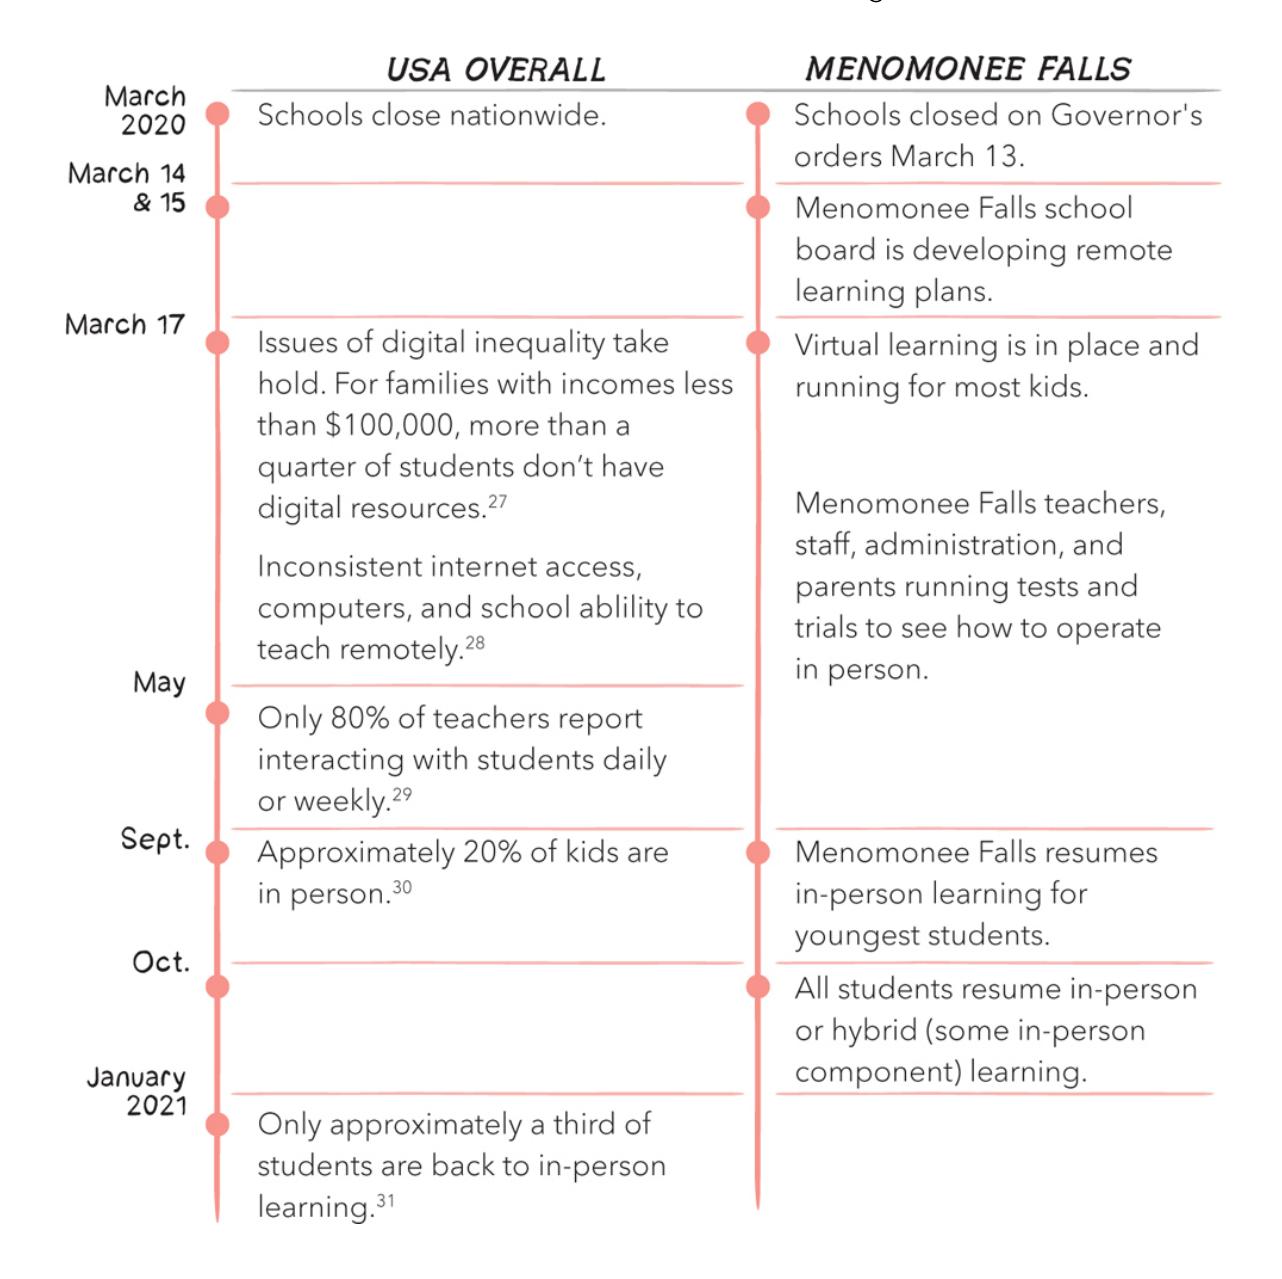 USA OVERALL
MENOMONEE FALLS
March
2020
Schools close nationwide.
Schools closed on Governor's
orders March 13.
March 14
& 15
Menomonee Falls school
board is developing remote
learning plans.
March 17
Issues of digital inequality take
hold. For families with incomes less
than $100,000, more than a
quarter of students don’t have
digital resources.27
Inconsistent internet access,
computers, and school ablility to
teach remotely.28
Virtual learning is in place and
running for most kids.
Menomonee Falls teachers,
staff, administration, and
parents running tests and
trials to see how to operate
in person.
May
Only 80% of teachers report
interacting with students daily
or weekly.29
Sept.
Approximately 20% of kids are
in person.30
Menomonee Falls resumes
in-person learning for
youngest students.
Oct.
All students resume in-person
or hybrid (some in-person
component) learning.
January
2021
Only approximately a third of
students are back to in-person
learning.31